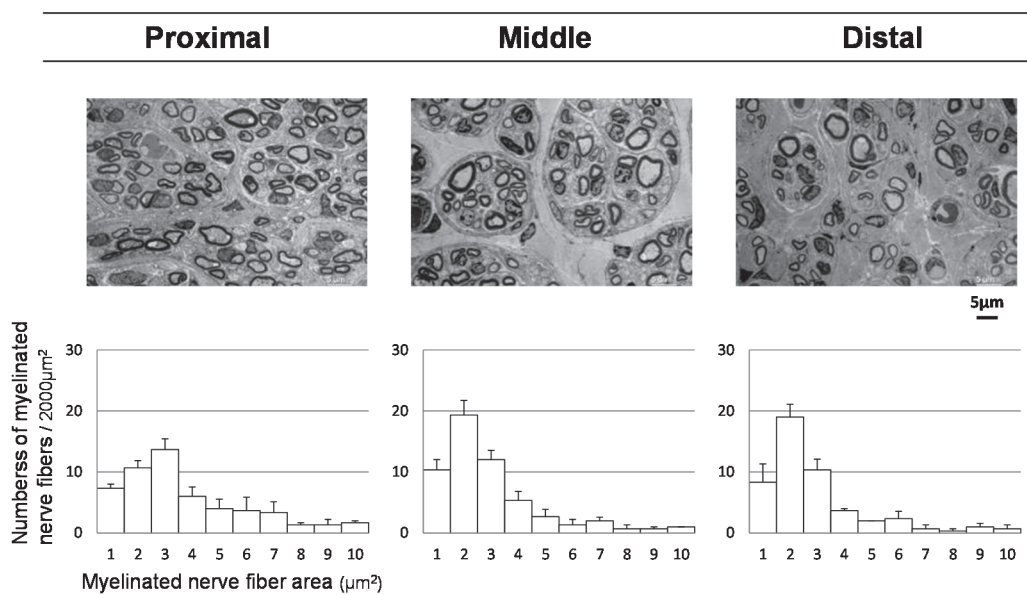 Proximal Middle Distal
5µm
Numberss of myelinated
nerve fibers / 2000µm²
30 30 30
20 20 20
10 10 10
0 0 0
1 2 3 4 5 6 7 8 9 10 1 2 3 4 5 6 7 8 9 10 1 2 3 4 5 6 7 8 9 10
Myelinated nerve fiber area (µm²)